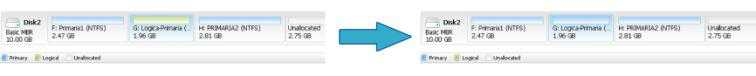 Disk2
Basic MBR
10.00 GB
F: Primaria1 (NTFS)
2.47 GB
G: Logica-Primaria (...
1.96 GB
H: PRIMARIA2 (NTFS)
2.81 GB
Unallocated
2.75 GB
Primary Logical Unallocated
Disk2
Basic MBR
10.00 GB
F: Primaria1 (NTFS)
2.47 GB
G: Logica-Primaria (...
1.96 GB
H: PRIMARIA2 (NTFS)
2.81 GB
Unallocated
2.75 GB
Primary Logical Unallocated